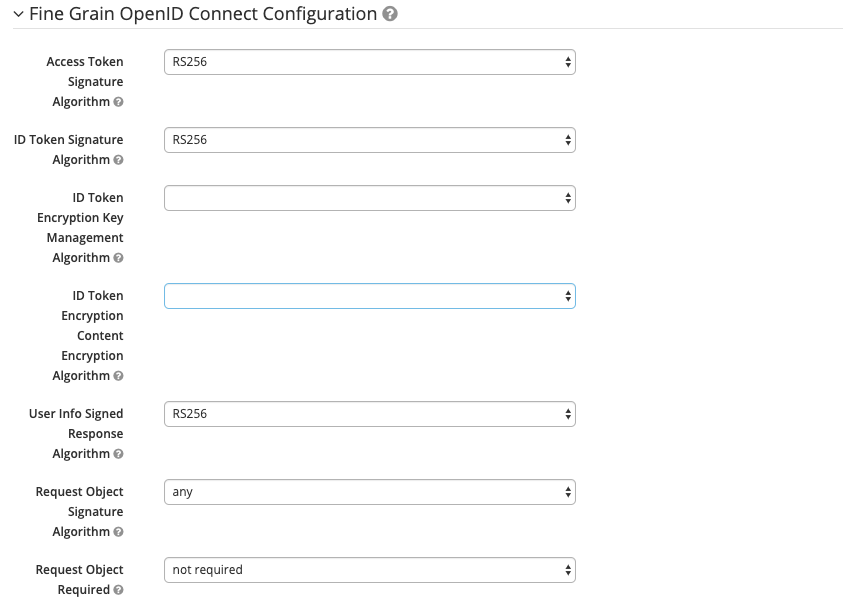 Fine Grain OpenID Connect Configuration ?
Access Token RS256
Signature
Algorithm ?
ID Token Signature RS256
Algorithm ?
ID Token
Encryption Key
Management
Algorithm ?
ID Token
Encryption
Content
Encryption
Algorithm ?
User Info Signed RS256
Response
Algorithm ?
Request Object any
Signature
Algorithm ?
Request Object not required
Required ?